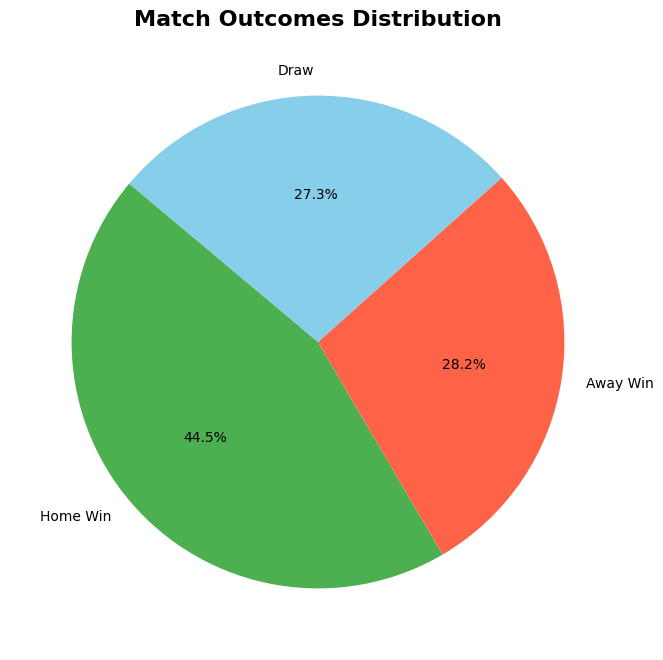 Match Outcomes Distribution
Draw
27.3%
28.2%
Away Win
44.5%
Home Win